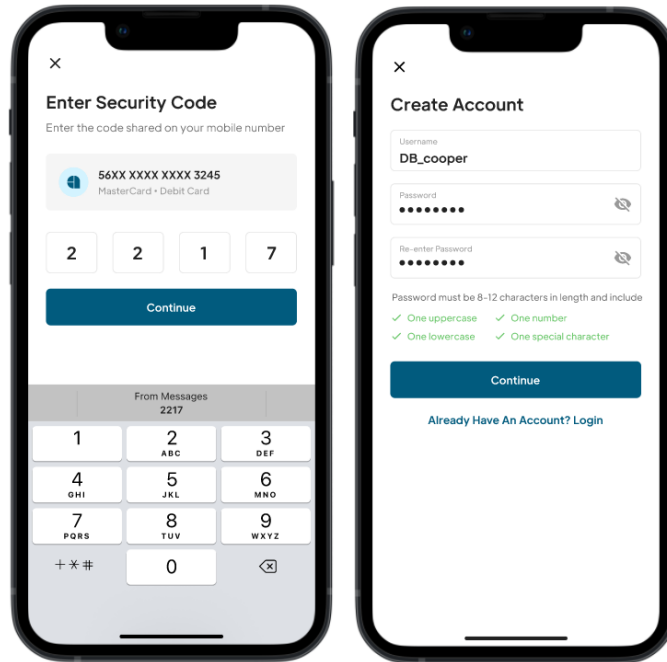 Enter Security Code
Enter the code shared on your mobile number
56XX XXXX XXXX 3245
MasterCard • Debit Card
2 2 1 7
Continue
From Messages
2217
1 2 3
ABC DEF
4 5 6
GHI JKL MNO
7 8 9
PQRS TUV WXYZ
+*# 0
Create Account
Username
DB_cooper
Password
••••••••
Re-enter Password
••••••••
Password must be 8-12 characters in length and include
One uppercase One number
One lowercase One special character
Continue
Already Have An Account? Login